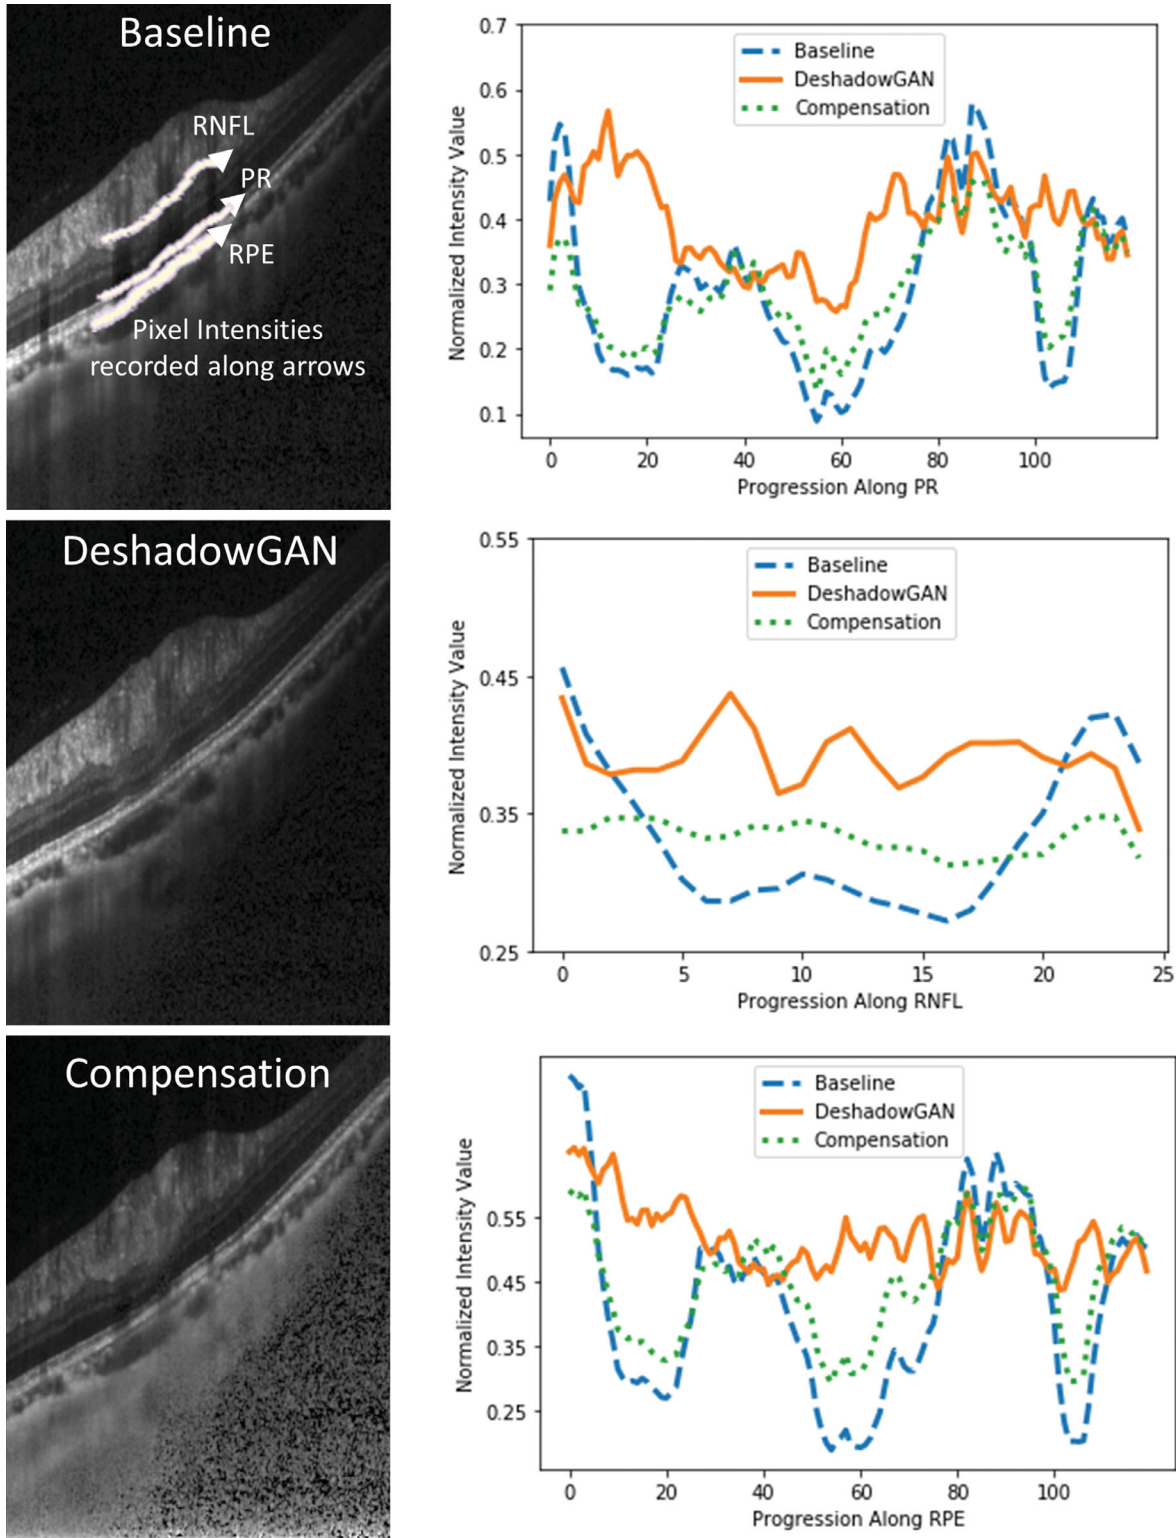 Baseline
RNFL
PR
RPE
Pixel Intensities
recorded along arrows
0.7
0.6
0.5
0.4
0.3
0.2
0.1
Normalized Intensity Value
Baseline
DeshadowGAN
Compensation
0 20 40 60 80 100
Progression Along PR
DeshadowGAN
0.55
0.45
0.35
0.25
Normalized Intensity Value
Baseline
DeshadowGAN
Compensation
0 5 10 15 20 25
Progression Along RNFL
Compensation
0.55
0.45
0.35
0.25
Normalized Intensity Value
Baseline
DeshadowGAN
Compensation
0 20 40 60 80 100
Progression Along RPE